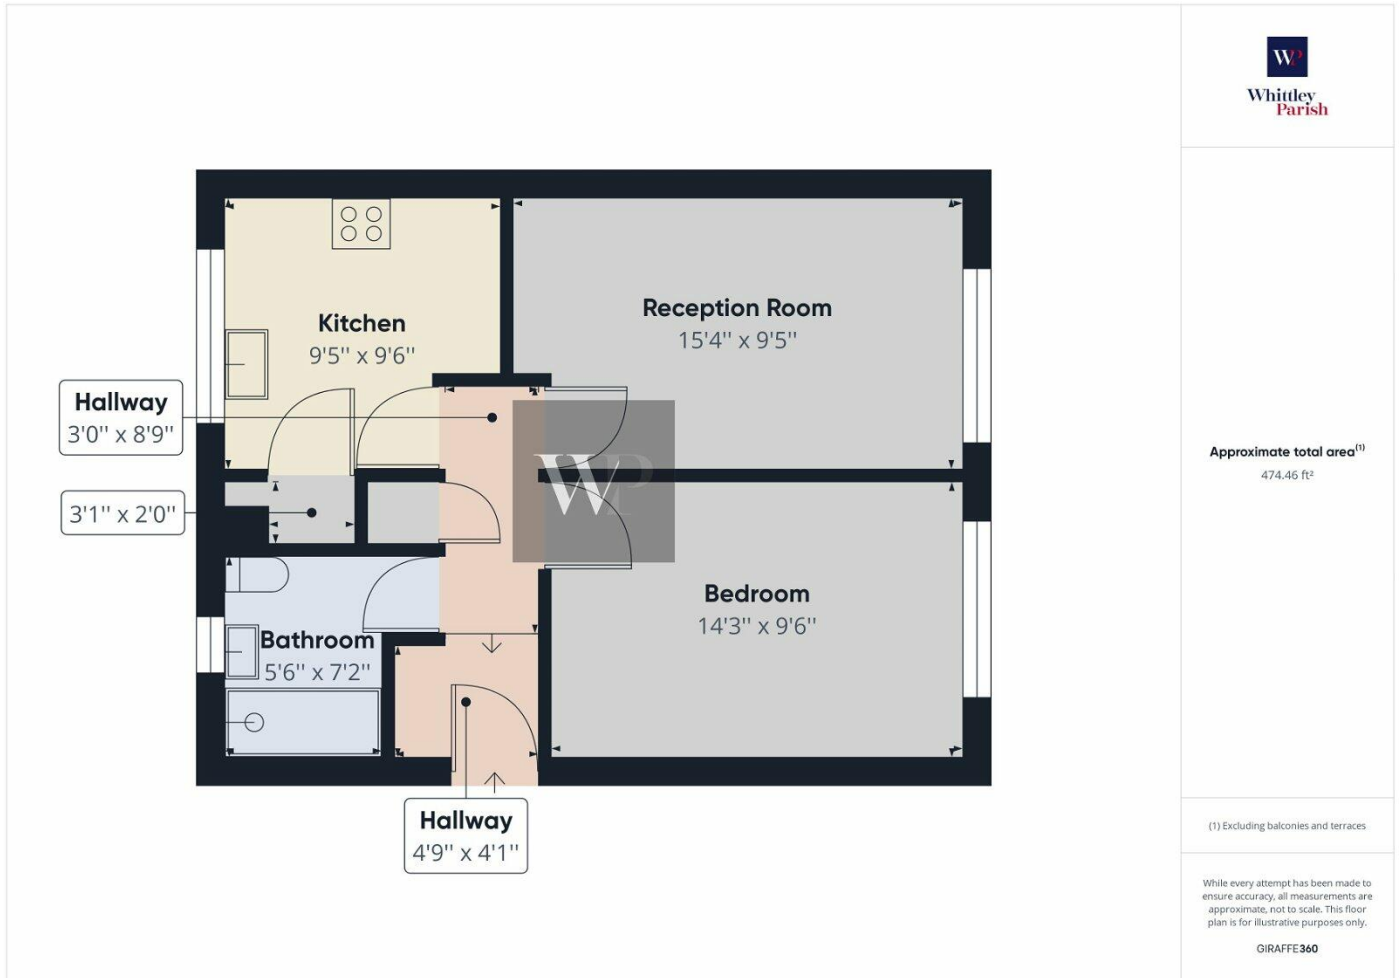 WP
Whittley
Parish
Kitchen
9'5'' x 9'6''
Reception Room
15'4'' x 9'5''
Hallway
3'0'' x 8'9''
3'1'' x 2'0''
WP
Bathroom
5'6'' x 7'2''
Bedroom
14'3'' x 9'6''
Hallway
4'9'' x 4'1''
Approximate total area(1)
474.46 ft²
(1) Excluding balconies and terraces
While every attempt has been made to
ensure accuracy, all measurements are
approximate, not to scale. This floor
plan is for illustrative purposes only.
GIRAFFE360